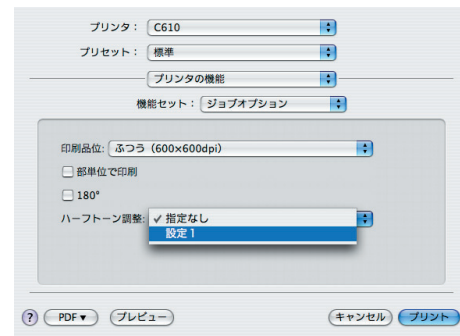 プリンタ： C610
プリセット： 標準
プリンタの機能
機能セット： ジョブオプション
印刷品位: ふつう（600×600dpi）
部単位で印刷
180°
ハーフトーン調整: ✓ 指定なし
設定1
? PDF▼ プレビュー キャンセル プリント